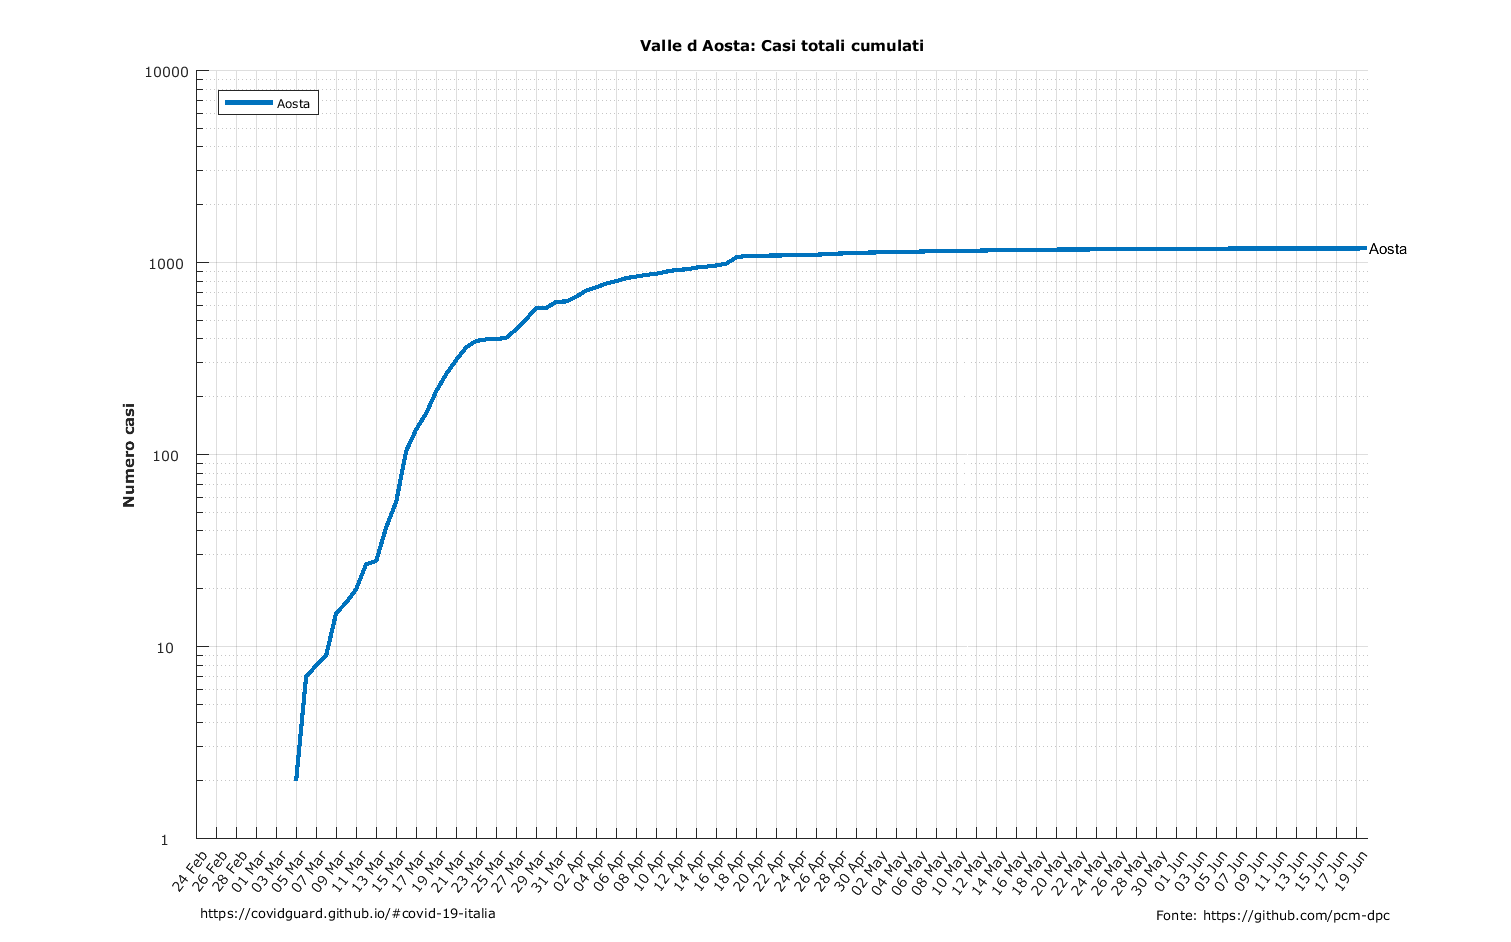 Valle d Aosta: Casi totali cumulati
10000
1000
100
10
1
Aosta
Aosta
Numero casi
24 Feb
26 Feb
28 Feb
01 Mar
03 Mar
05 Mar
07 Mar
09 Mar
11 Mar
13 Mar
15 Mar
17 Mar
19 Mar
21 Mar
23 Mar
25 Mar
27 Mar
29 Mar
31 Mar
02 Apr
04 Apr
06 Apr
08 Apr
10 Apr
12 Apr
14 Apr
16 Apr
18 Apr
20 Apr
22 Apr
24 Apr
26 Apr
28 Apr
30 Apr
02 May
04 May
06 May
08 May
10 May
12 May
14 May
16 May
18 May
20 May
22 May
24 May
26 May
28 May
30 May
01 Jun
03 Jun
05 Jun
07 Jun
09 Jun
11 Jun
13 Jun
15 Jun
17 Jun
19 Jun
https://covidguard.github.io/#covid-19-italia
Fonte: https://github.com/pcm-dpc